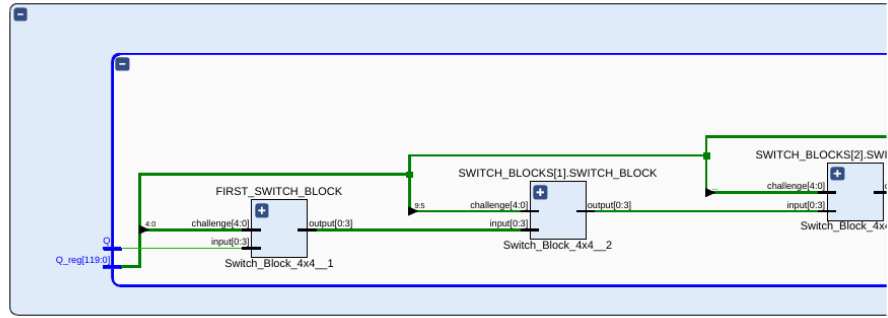 SWITCH_BLOCKS[2].SWI
SWITCH_BLOCKS[1].SWITCH_BLOCK
FIRST_SWITCH_BLOCK
challenge[4:0]
input[0:3]
Switch_Block_4x4
9:5
challenge[4:0]
output[0:3]
input[0:3]
Switch_Block_4x4__2
4:0
challenge[4:0]
output[0:3]
input[0:3]
Switch_Block_4x4__1
Q
Q_reg[119:0]